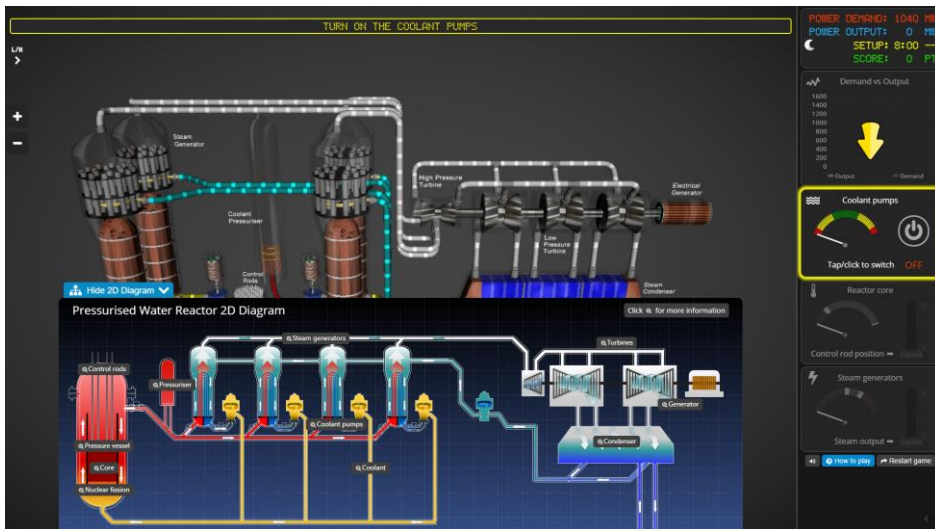 TURN ON THE COOLANT PUMPS
L/R
Steam
Generator
Coolant
Pressuriser
Control
Rods
High Pressure
Turbine
Low
Pressure
Turbine
Electrical
Generator
Steam
Condenser
Hide 2D Diagram
Pressurised Water Reactor 2D Diagram
Click for more information
Control rods
Pressuriser
Steam generators
Turbines
Generator
Coolant pumps
Condenser
Pressure vessel
Core
Coolant
Nuclear fission
POWER DEMAND: 1040 MW
POWER OUTPUT: 0 MW
SETUP: 8:00 --
SCORE: 0 PT
Demand vs Output
1600
1400
1200
1000
800
600
400
200
0
Output
Demand
Coolant pumps
Tap/click to switch OFF
Reactor core
Control rod position
Steam generators
Steam output
How to play
Restart game